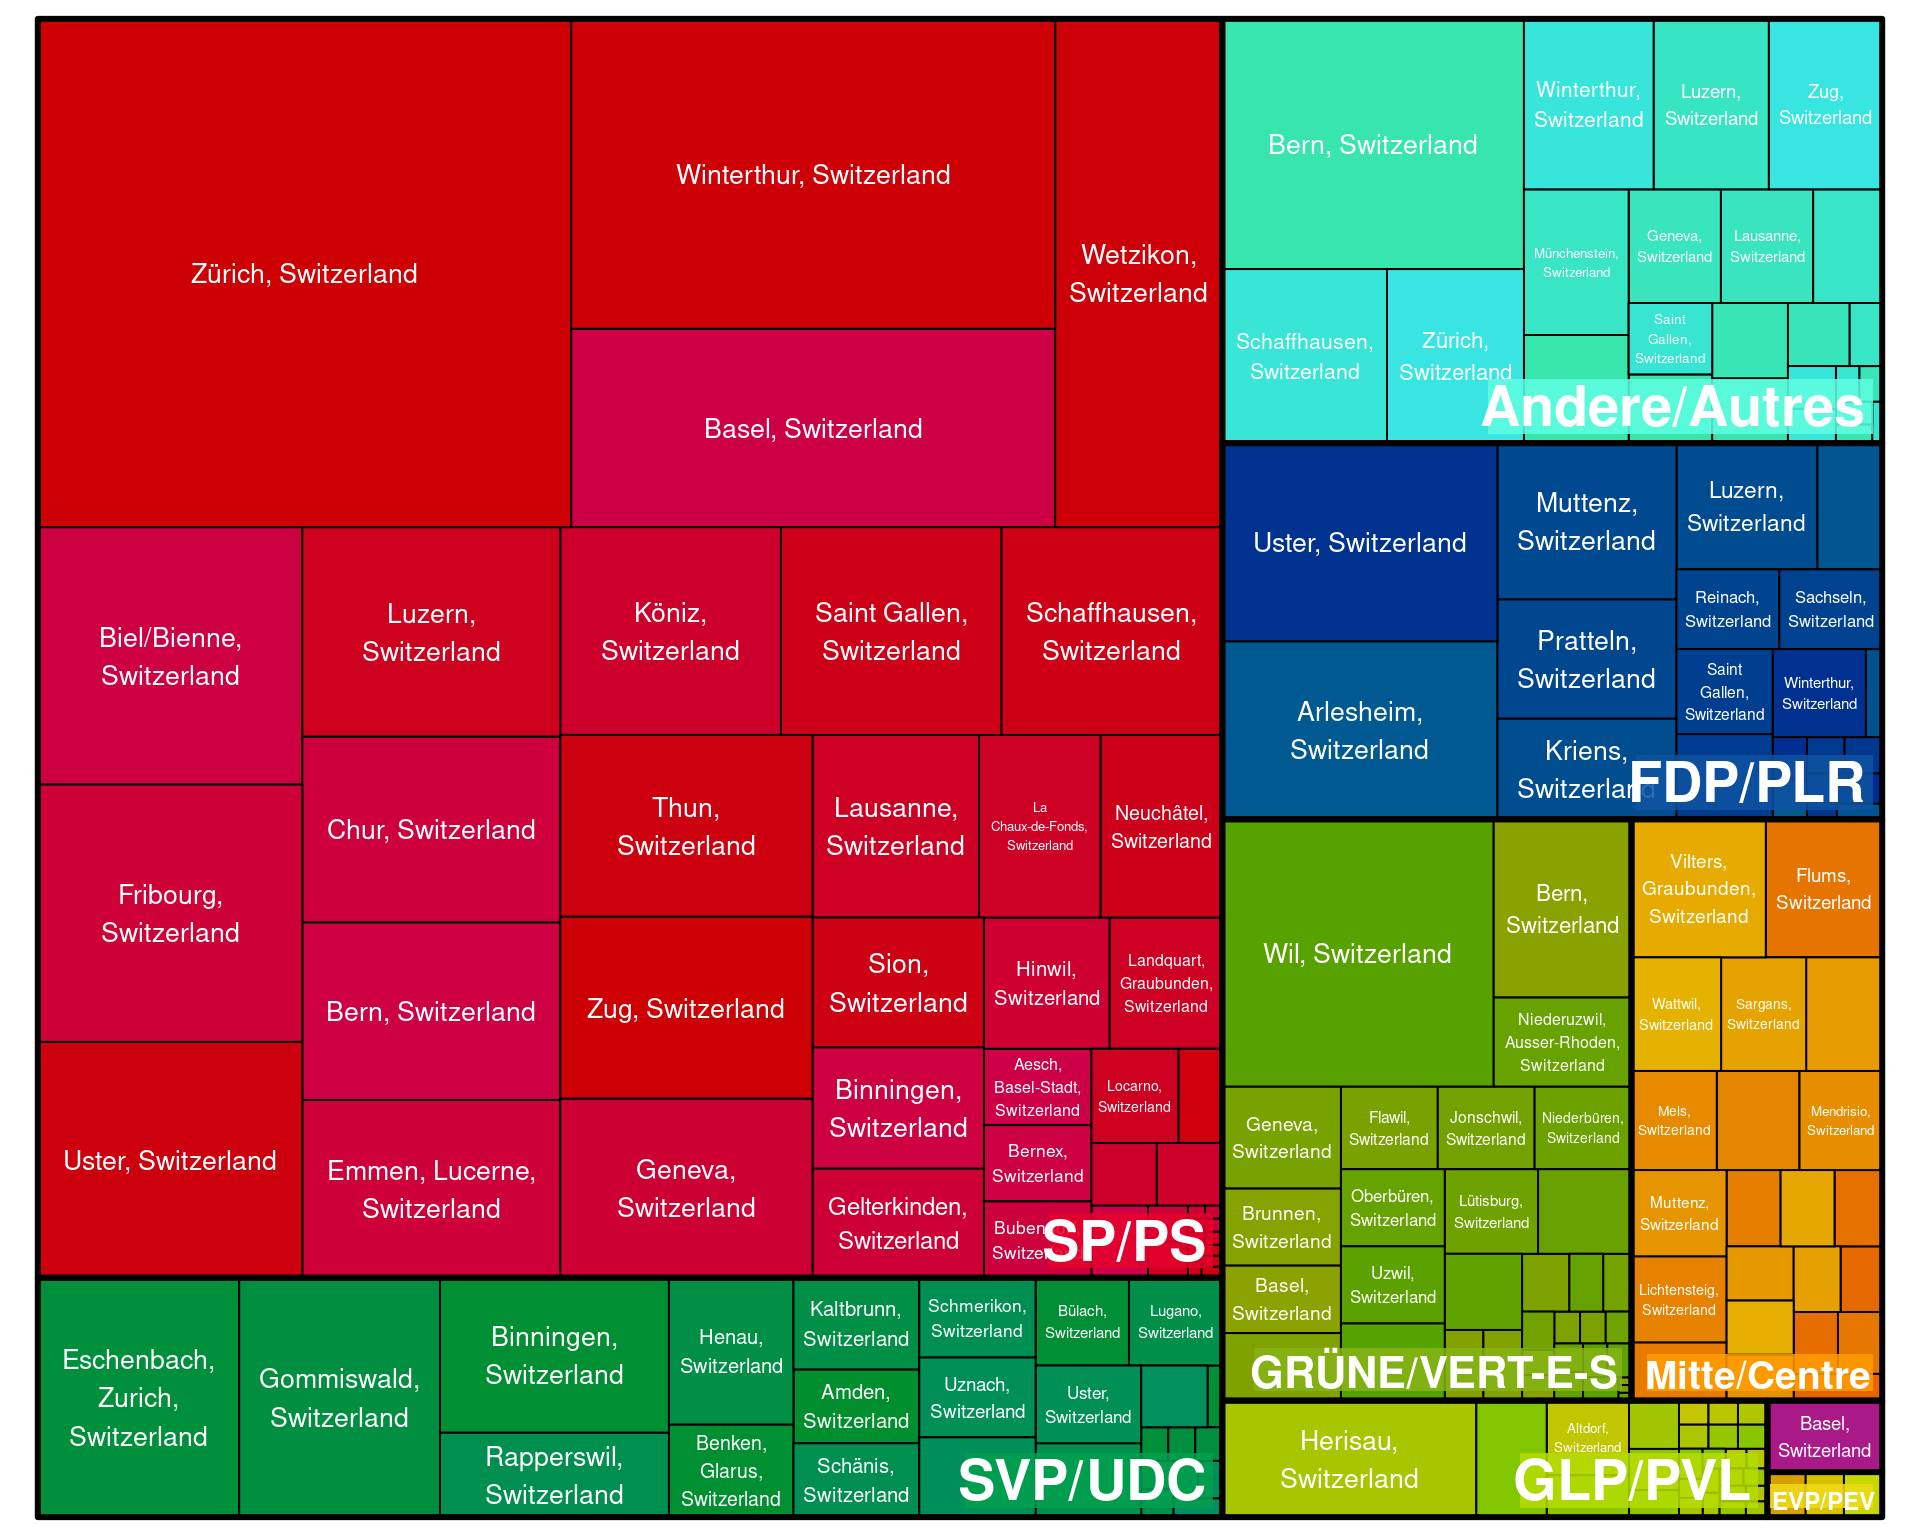 Zürich, Switzerland
Winterthur, Switzerland
Basel, Switzerland
Wetzikon,
Switzerland
Biel/Bienne,
Switzerland
Fribourg,
Switzerland
Uster, Switzerland
Luzern,
Switzerland
Chur, Switzerland
Bern, Switzerland
Emmen, Lucerne,
Switzerland
Köniz,
Switzerland
Saint Gallen,
Switzerland
Schaffhausen,
Switzerland
Thun,
Switzerland
Zug, Switzerland
Geneva,
Switzerland
Lausanne,
Switzerland
La
Chaux-de-Fonds,
Switzerland
Neuchâtel,
Switzerland
Sion,
Switzerland
Binningen,
Switzerland
Gelterkinden,
Switzerland
Hinwil,
Switzerland
Landquart,
Graubunden,
Switzerland
Aesch,
Basel-Stadt,
Switzerland
Bernex,
Switzerland
Locarno,
Switzerland
SP/PS
Eschenbach,
Zurich,
Switzerland
Gommiswald,
Switzerland
Binningen,
Switzerland
Rapperswil,
Switzerland
Henau,
Switzerland
Benken,
Glarus,
Switzerland
Kaltbrunn,
Switzerland
Amden,
Switzerland
Schänis,
Switzerland
Schmerikon,
Switzerland
Uznach,
Switzerland
Bülach,
Switzerland
Lugano,
Switzerland
Uster,
Switzerland
SVP/UDC
Bern, Switzerland
Schaffhausen,
Switzerland
Zürich,
Switzerland
Winterthur,
Switzerland
Luzern,
Switzerland
Zug,
Switzerland
Münchenstein,
Switzerland
Geneva,
Switzerland
Lausanne,
Switzerland
Saint
Gallen,
Switzerland
Andere/Autres
Uster, Switzerland
Arlesheim,
Switzerland
Muttenz,
Switzerland
Pratteln,
Switzerland
Kriens,
Switzerland
Luzern,
Switzerland
Reinach,
Switzerland
Sachseln,
Switzerland
Saint
Gallen,
Switzerland
Winterthur,
Switzerland
FDP/PLR
Wil, Switzerland
Bern,
Switzerland
Niederuzwil,
Ausser-Rhoden,
Switzerland
Geneva,
Switzerland
Brunnen,
Switzerland
Basel,
Switzerland
Flawil,
Switzerland
Jonschwil,
Switzerland
Niederbüren,
Switzerland
Oberbüren,
Switzerland
Lütisburg,
Switzerland
Uzwil,
Switzerland
GRÜNE/VERT-E-S
Vilters,
Graubunden,
Switzerland
Flums,
Switzerland
Wattwil,
Switzerland
Sargans,
Switzerland
Mels,
Switzerland
Mendrisio,
Switzerland
Muttenz,
Switzerland
Lichtensteig,
Switzerland
Mitte/Centre
Herisau,
Switzerland
Altdorf,
Switzerland
GLP/PVL
Basel,
Switzerland
EVP/PEV